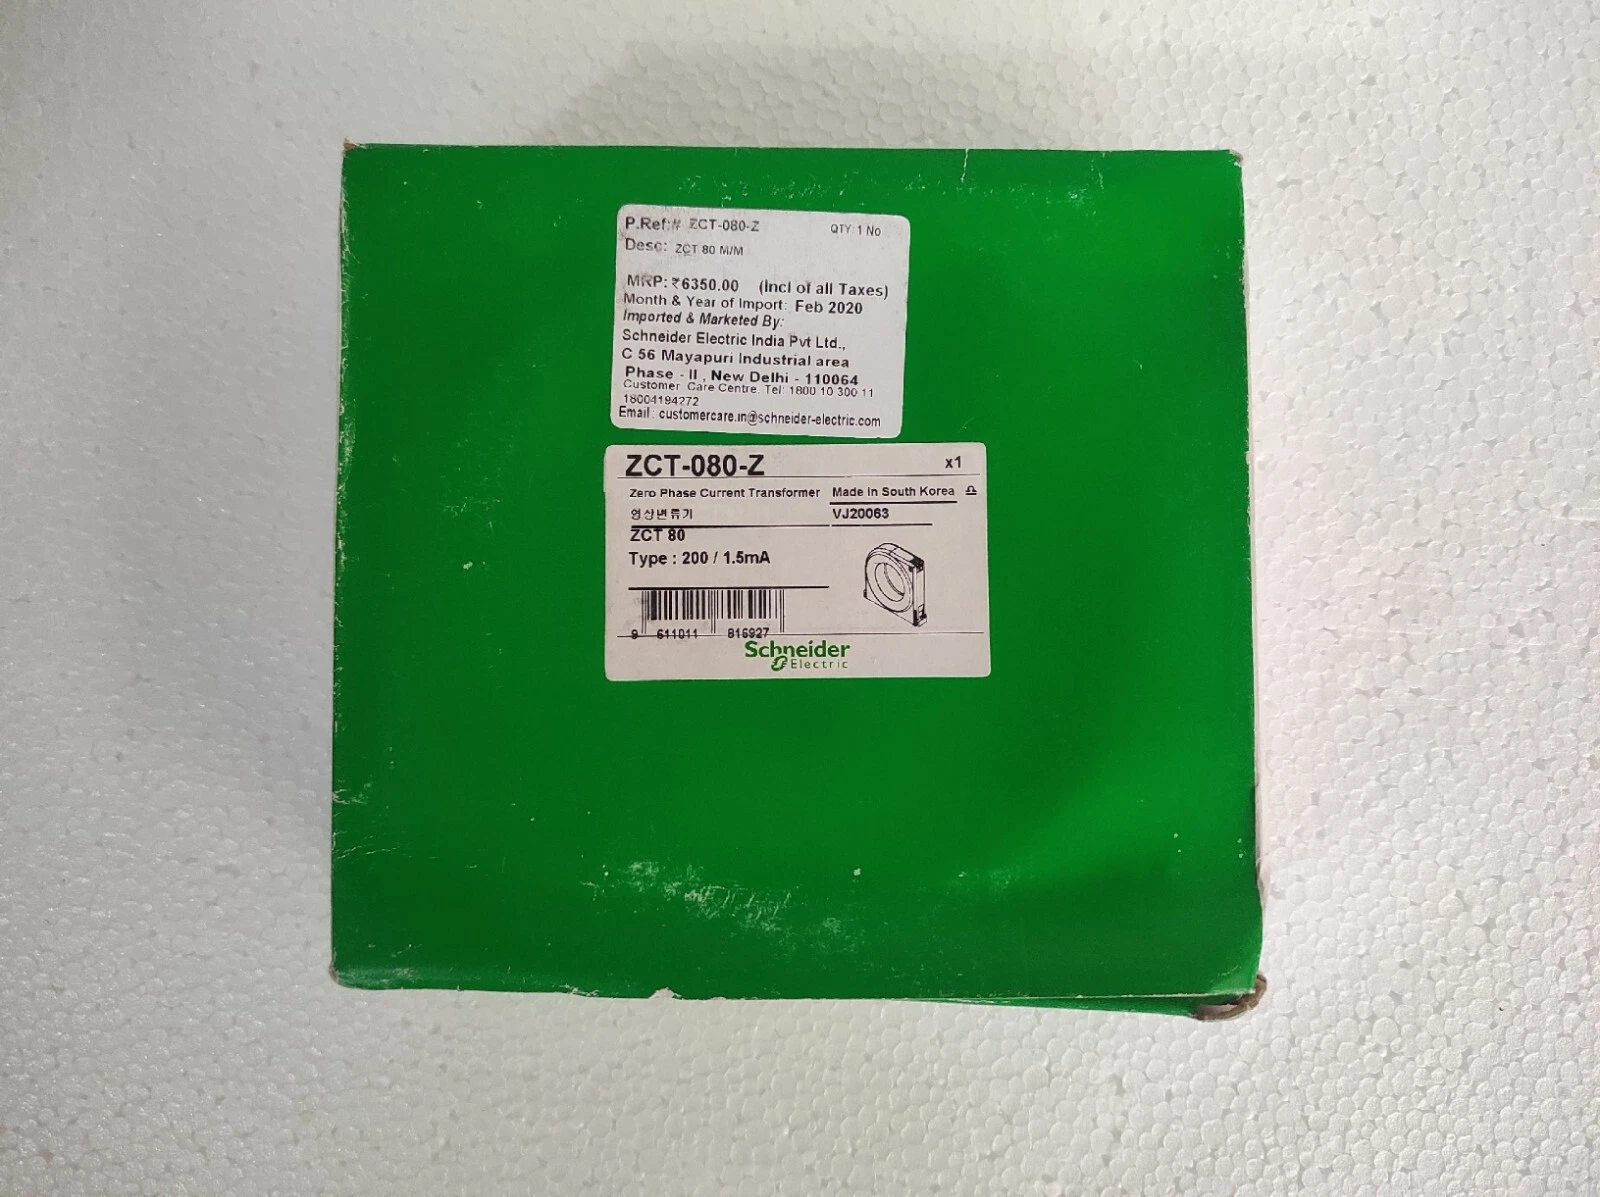 P.Ref:# ZCT-080-Z QTY: 1 No
Desc: ZCT 80 M/M
MRP: ₹6350.00 (Incl of all Taxes)
Month & Year of Import: Feb 2020
Imported & Marketed By:
Schneider Electric India Pvt Ltd.,
C 56 Mayapuri Industrial area
Phase - II , New Delhi - 110064
Customer Care Centre. Tel: 1800 10 300 11
18004194272
Email : customercare.in@schneider-electric.com
ZCT-080-Z x1
Zero Phase Current Transformer Made in South Korea
영상변류기 VJ20063
ZCT 80
Type : 200 / 1.5mA
9 611011 816927
Schneider
Electric